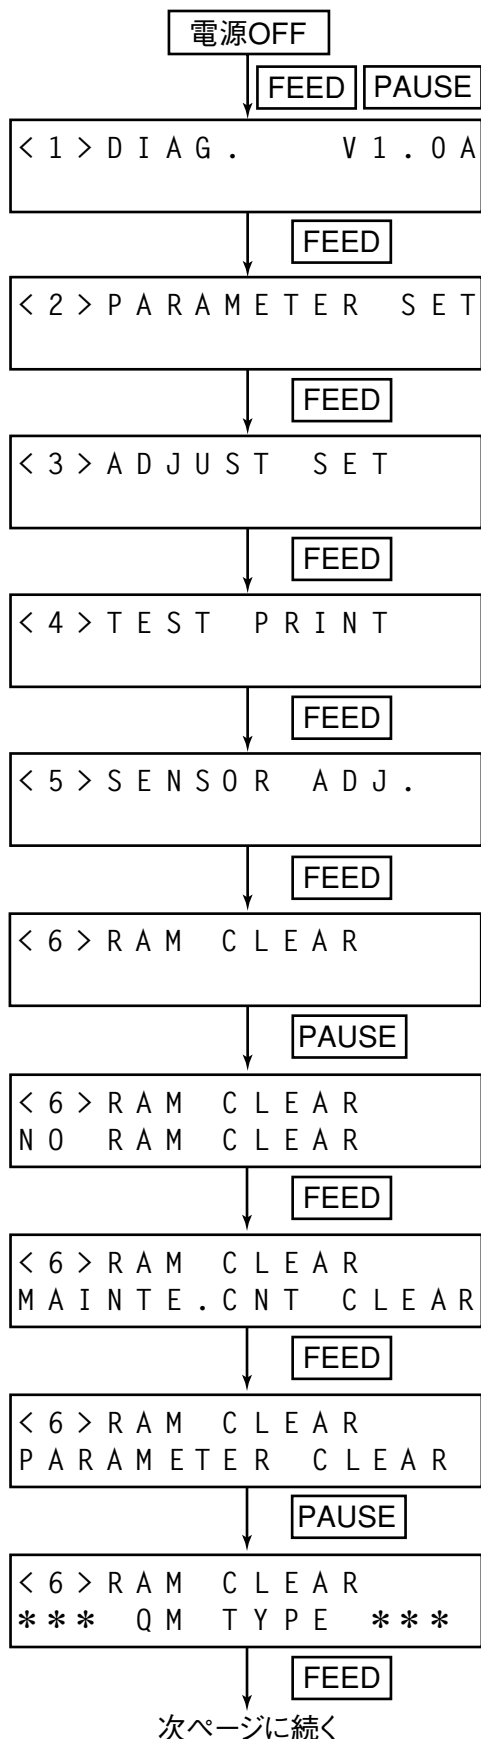 電源OFF
FEED PAUSE
<1>DIAG. V1.0A
FEED
<2>PARAMETER SET
FEED
<3>ADJUST SET
FEED
<4>TEST PRINT
FEED
<5>SENSOR ADJ.
FEED
<6>RAM CLEAR
PAUSE
<6>RAM CLEAR
NO RAM CLEAR
FEED
<6>RAM CLEAR
MAINTE.CNT CLEAR
FEED
<6>RAM CLEAR
PARAMETER CLEAR
PAUSE
<6>RAM CLEAR
*** QM TYPE ***
FEED
次ページに続く